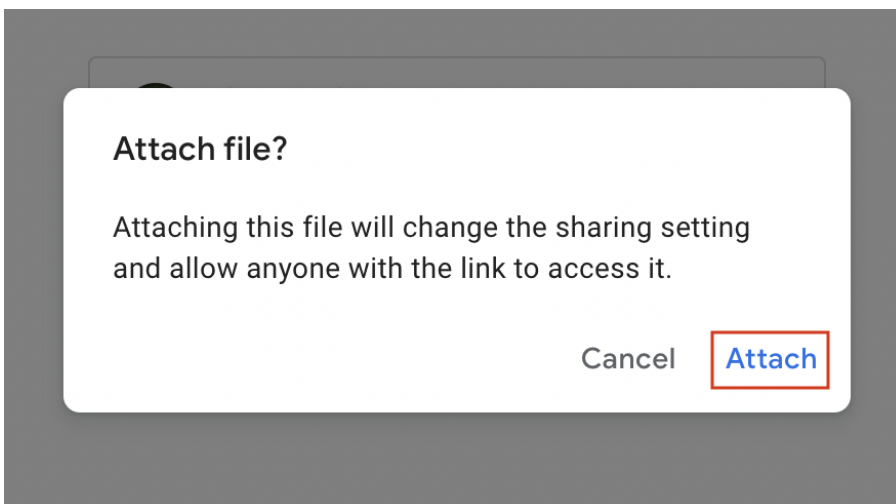 Attach file?
Attaching this file will change the sharing setting
and allow anyone with the link to access it.
Cancel
Attach